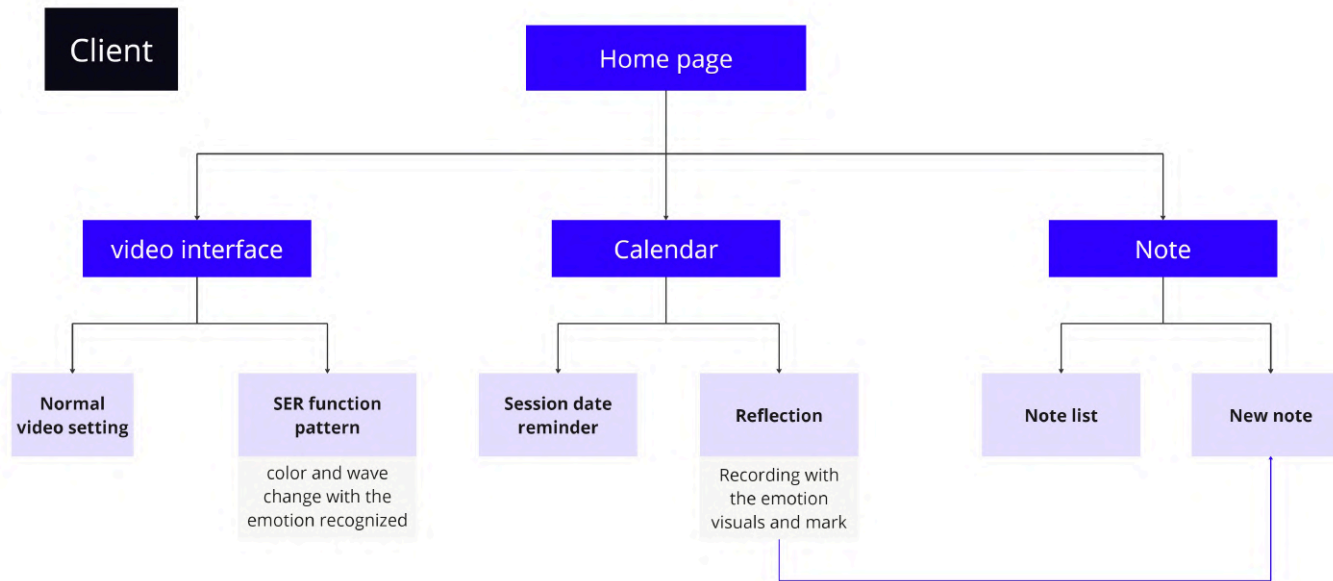 Client
Home page
video interface
Calendar
Note
Normal
video setting
SER function
pattern
color and wave
change with the
emotion recognized
Session date
reminder
Reflection
Recording with
the emotion
visuals and mark
Note list
New note